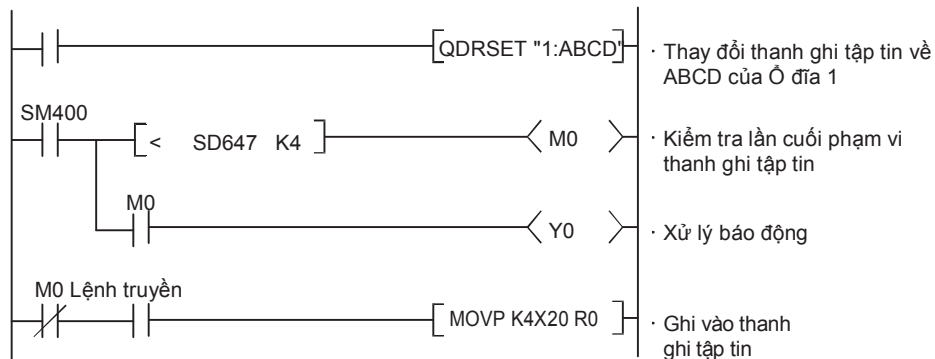 QDRSET "1:ABCD"
· Thay đổi thanh ghi tập tin về
ABCD của Ổ đĩa 1
SM400
< SD647 K4
M0
· Kiểm tra lần cuối phạm vi
thanh ghi tập tin
M0
Y0
· Xử lý báo động
M0 Lệnh truyền
MOVP K4X20 R0
· Ghi vào thanh
ghi tập tin